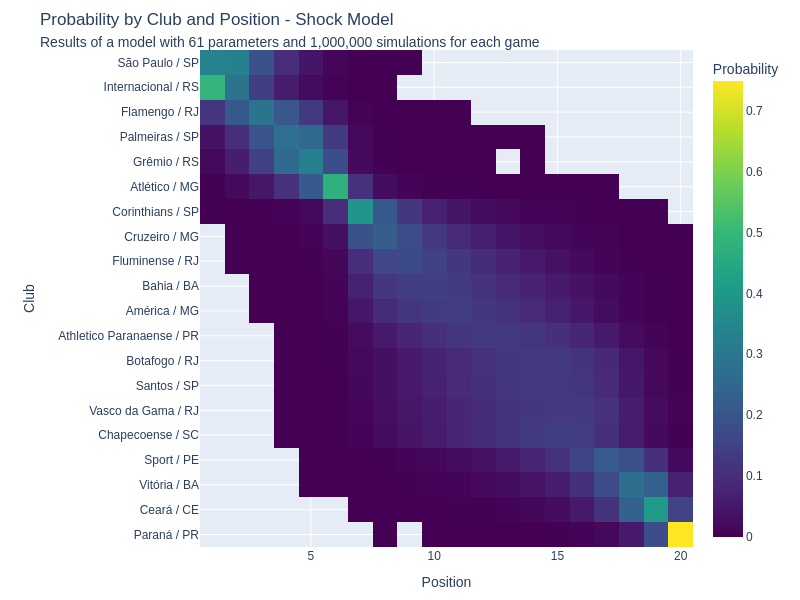 Probability by Club and Position - Shock Model
Results of a model with 61 parameters and 1,000,000 simulations for each game
Probability
São Paulo / SP
Internacional / RS
Flamengo / RJ
Palmeiras / SP
Grêmio / RS
Atlético / MG
Corinthians / SP
Cruzeiro / MG
Fluminense / RJ
Bahia / BA
América / MG
Athletico Paranaense / PR
Botafogo / RJ
Santos / SP
Vasco da Gama / RJ
Chapecoense / SC
Sport / PE
Vitória / BA
Ceará / CE
Paraná / PR
Club
5 10 15 20
Position
0.7
0.6
0.5
0.4
0.3
0.2
0.1
0